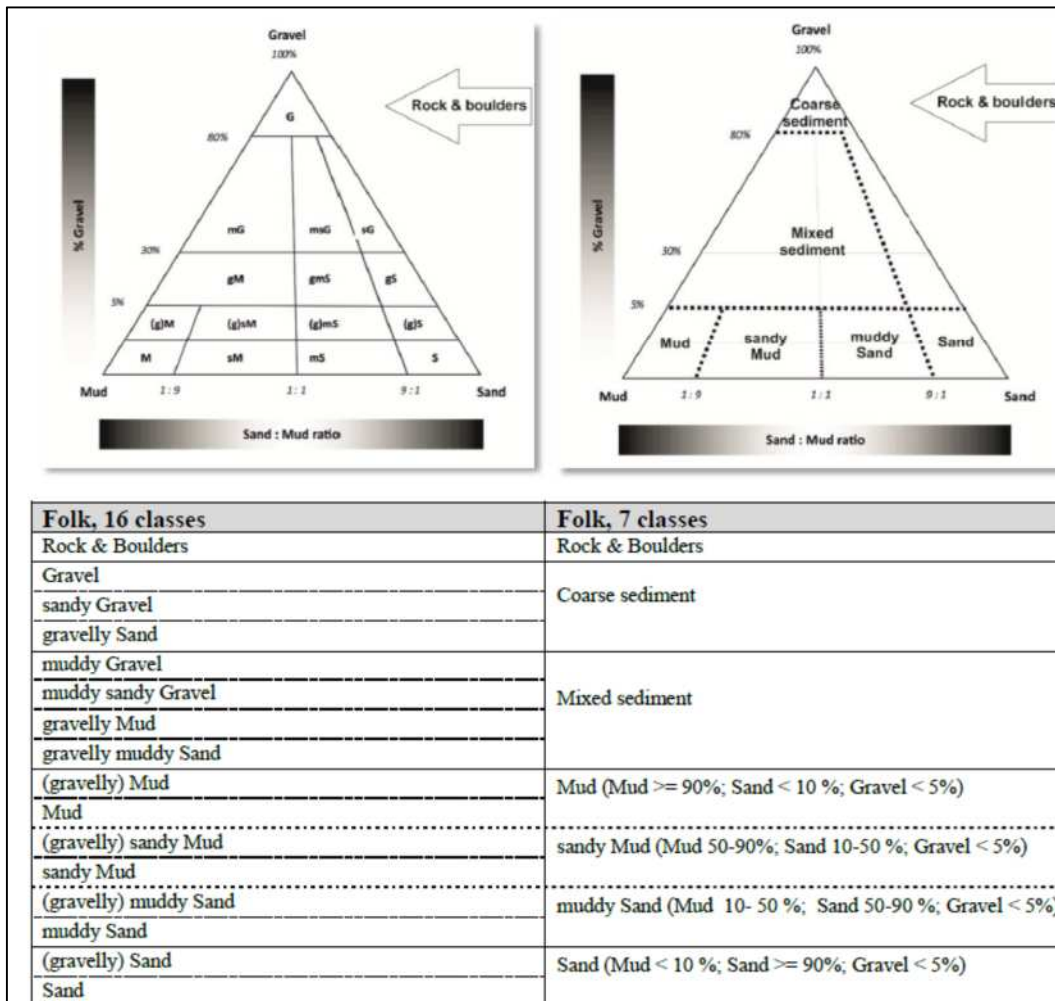 Gravel
100%
Rock & boulders
G
80%
% Gravel
mG msG sG
30%
gM gmS gS
5%
(g)M (g)sM (g)mS (g)S
M sM mS S
Mud 1:9 1:1 9:1 Sand
Sand : Mud ratio
Gravel
100%
Coarse
sediment
Rock & boulders
80%
% Gravel
Mixed
sediment
30%
5%
Mud
sandy
Mud
muddy
Sand
Sand
Mud 1:9 1:1 9:1 Sand
Sand : Mud ratio
Folk, 16 classes
Folk, 7 classes
Rock & Boulders
Rock & Boulders
Gravel
sandy Gravel
gravelly Sand
Coarse sediment
muddy Gravel
muddy sandy Gravel
gravelly Mud
gravelly muddy Sand
Mixed sediment
(gravelly) Mud
Mud
Mud (Mud >= 90%; Sand < 10 %; Gravel < 5%)
(gravelly) sandy Mud
sandy Mud
sandy Mud (Mud 50-90%; Sand 10-50 %; Gravel < 5%)
(gravelly) muddy Sand
muddy Sand
muddy Sand (Mud 10- 50 %; Sand 50-90 %; Gravel < 5%)
(gravelly) Sand
Sand
Sand (Mud < 10 %; Sand >= 90%; Gravel < 5%)